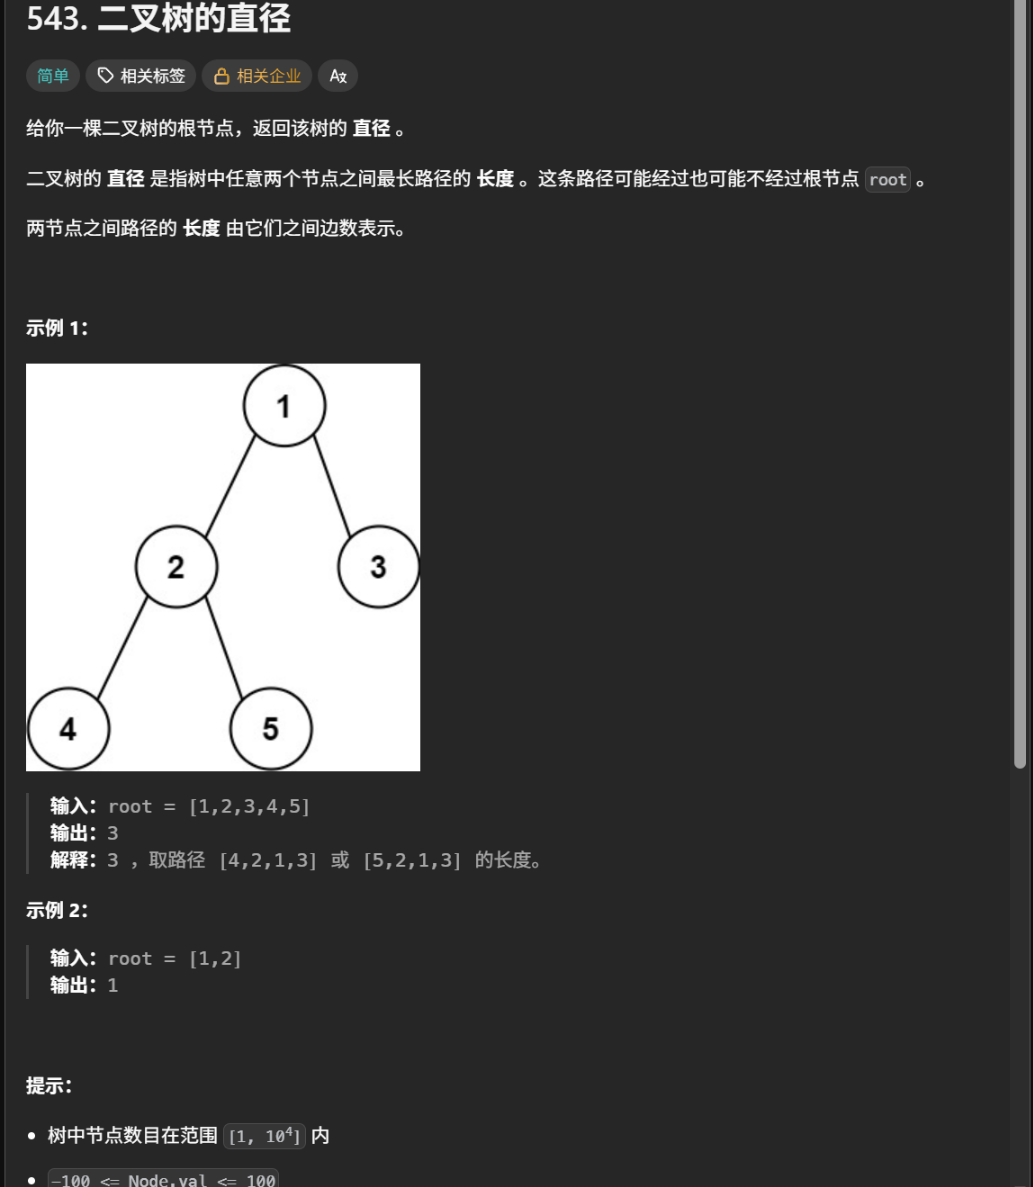 543. 二叉树的直径
简单 相关标签 相关企业 Ax
给你一棵二叉树的根节点，返回该树的 直径 。
二叉树的 直径 是指树中任意两个节点之间最长路径的 长度 。这条路径可能经过也可能不经过根节点 root 。
两节点之间路径的 长度 由它们之间边数表示。
示例 1：
1
2 3
4 5
输入：root = [1,2,3,4,5]
输出：3
解释：3 ，取路径 [4,2,1,3] 或 [5,2,1,3] 的长度。
示例 2：
输入：root = [1,2]
输出：1
提示：
• 树中节点数目在范围 [1, 10⁴] 内
• -100 <= Node.val <= 100